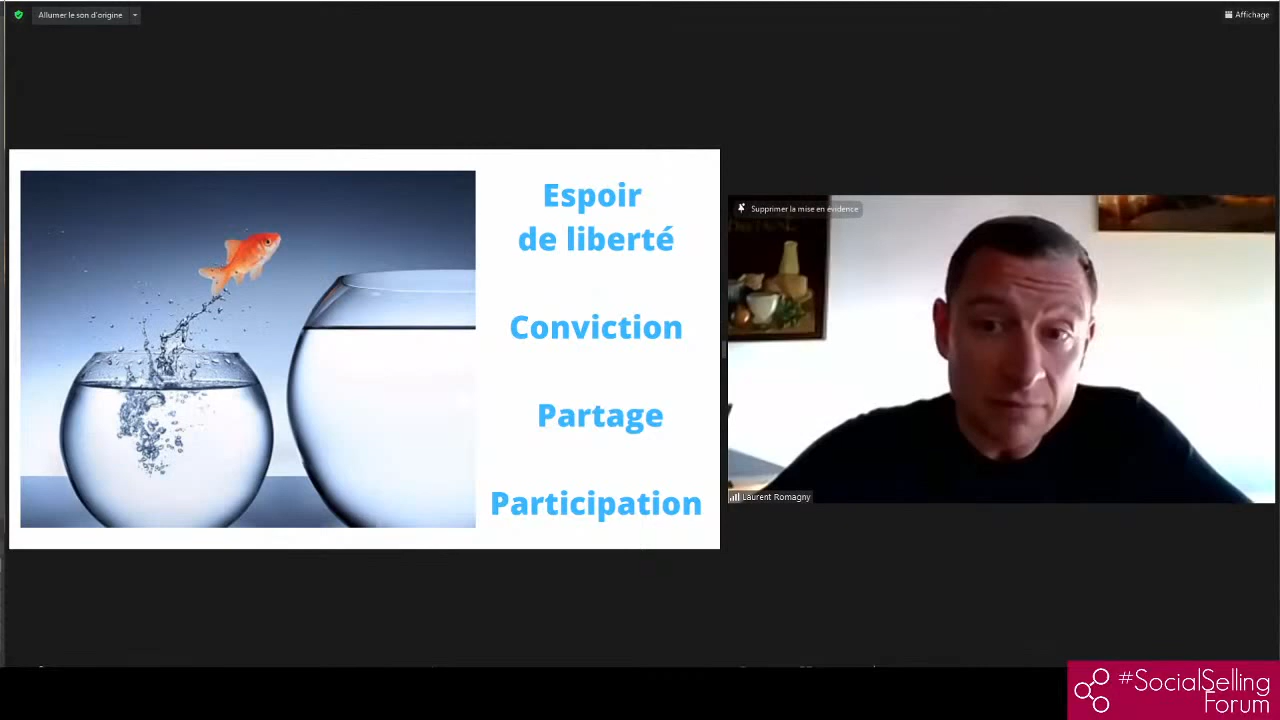 Allumer le son d'origine
Affichage
Espoir
de liberté
Conviction
Partage
Participation
Supprimer la mise en évidence
Laurent Romagny
#SocialSelling
Forum